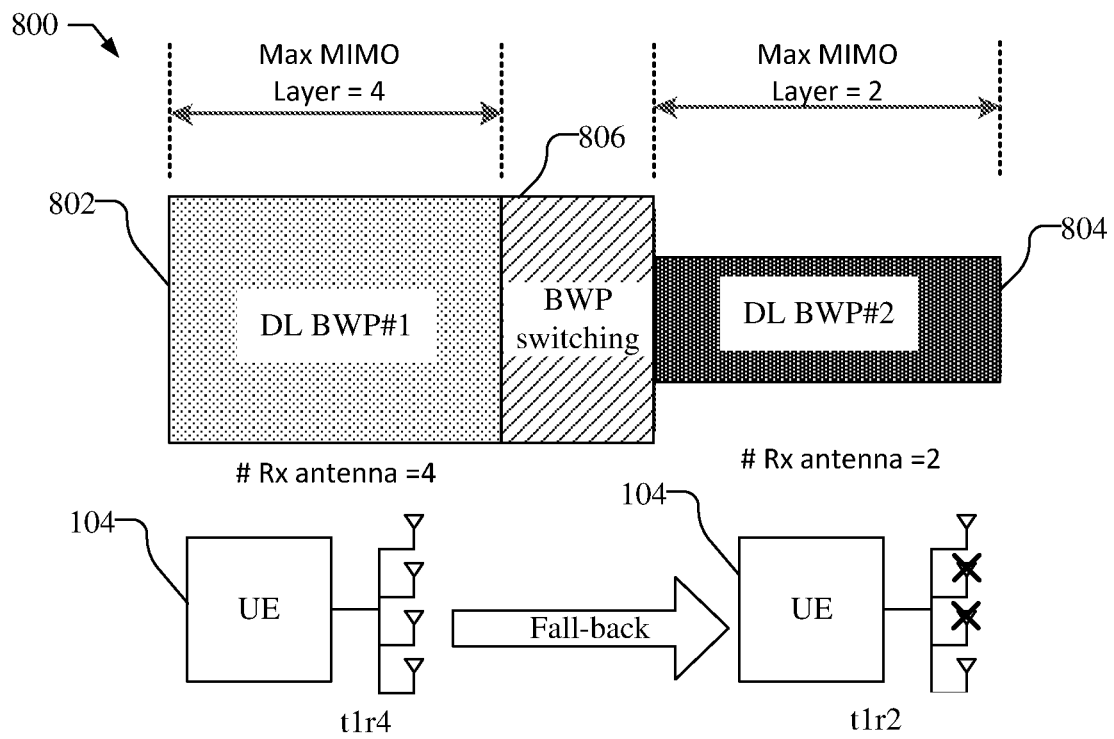 800
Max MIMO
Layer = 4
Max MIMO
Layer = 2
806
802
804
DL BWP#1
BWP
switching
DL BWP#2
# Rx antenna =4
# Rx antenna =2
104
104
UE
Fall-back
UE
t1r4
t1r2